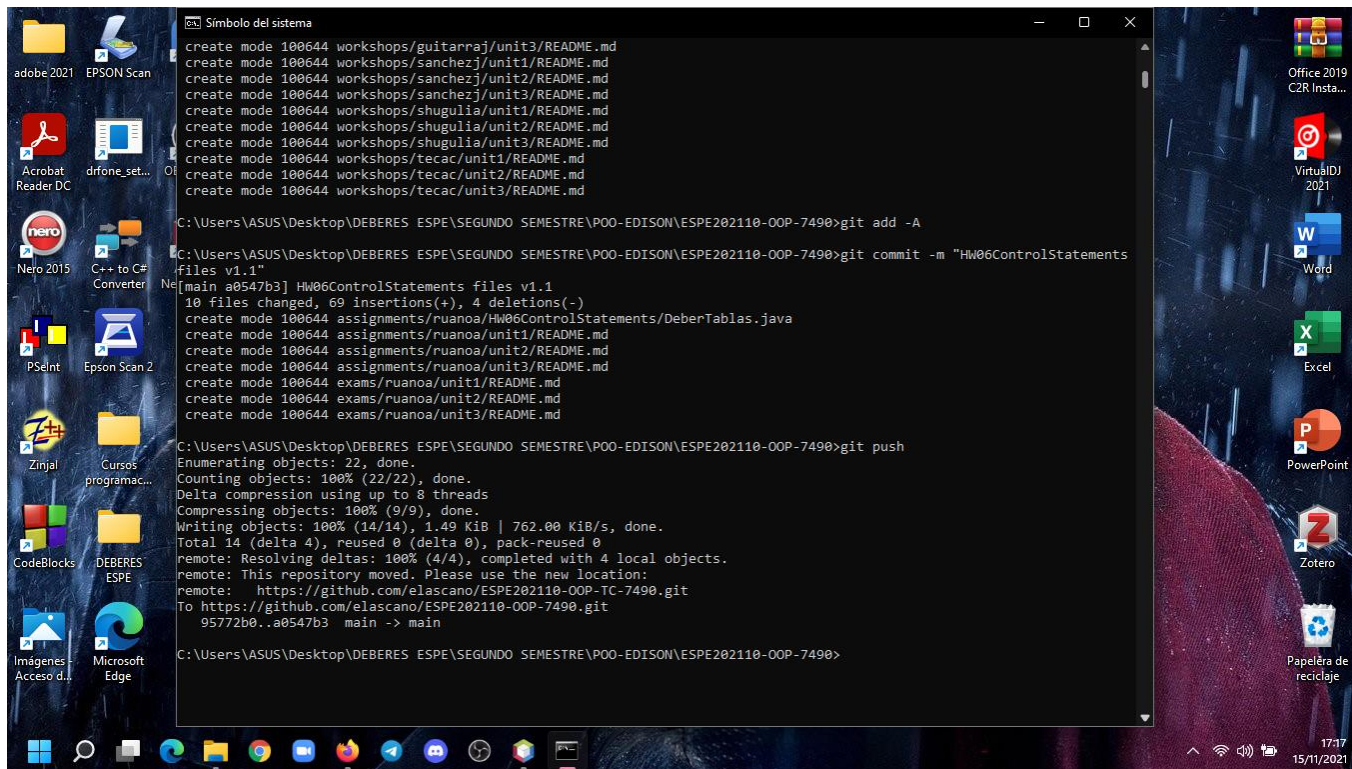 Símbolo del sistema
create mode 100644 workshops/guitarraj/unit3/README.md
create mode 100644 workshops/sanchezj/unit1/README.md
create mode 100644 workshops/sanchezj/unit2/README.md
create mode 100644 workshops/sanchezj/unit3/README.md
create mode 100644 workshops/shugulia/unit1/README.md
create mode 100644 workshops/shugulia/unit2/README.md
create mode 100644 workshops/shugulia/unit3/README.md
create mode 100644 workshops/tecac/unit1/README.md
create mode 100644 workshops/tecac/unit2/README.md
create mode 100644 workshops/tecac/unit3/README.md
C:\Users\ASUS\Desktop\DEBERES ESPE\SEGUNDO SEMESTRE\POO-EDISON\ESPE202110-OOP-7490>git add -A
C:\Users\ASUS\Desktop\DEBERES ESPE\SEGUNDO SEMESTRE\POO-EDISON\ESPE202110-OOP-7490>git commit -m "HW06ControlStatements
files v1.1"
[main a0547b3] HW06ControlStatements files v1.1
10 files changed, 69 insertions(+), 4 deletions(-)
create mode 100644 assignments/ruanoa/HW06ControlStatements/DeberTablas.java
create mode 100644 assignments/ruanoa/unit1/README.md
create mode 100644 assignments/ruanoa/unit2/README.md
create mode 100644 assignments/ruanoa/unit3/README.md
create mode 100644 exams/ruanoa/unit1/README.md
create mode 100644 exams/ruanoa/unit2/README.md
create mode 100644 exams/ruanoa/unit3/README.md
C:\Users\ASUS\Desktop\DEBERES ESPE\SEGUNDO SEMESTRE\POO-EDISON\ESPE202110-OOP-7490>git push
Enumerating objects: 22, done.
Counting objects: 100% (22/22), done.
Delta compression using up to 8 threads
Compressing objects: 100% (9/9), done.
Writing objects: 100% (14/14), 1.49 KiB | 762.00 KiB/s, done.
Total 14 (delta 4), reused 0 (delta 0), pack-reused 0
remote: Resolving deltas: 100% (4/4), completed with 4 local objects.
remote: This repository moved. Please use the new location:
remote:   https://github.com/elascano/ESPE202110-OOP-TC-7490.git
To https://github.com/elascano/ESPE202110-OOP-7490.git
95772b0..a0547b3  main -> main
C:\Users\ASUS\Desktop\DEBERES ESPE\SEGUNDO SEMESTRE\POO-EDISON\ESPE202110-OOP-7490>
adobe 2021
EPSON Scan
Acrobat
Reader DC
drfone_set...
nero
Nero 2015
C++ to C#
Converter
PSeInt
Epson Scan 2
Zinjal
Cursos
programac...
CodeBlocks
DEBERES
ESPE
Imágenes -
Acceso d...
Microsoft
Edge
Office 2019
C2R Insta...
VirtualDJ
2021
Word
Excel
PowerPoint
Zotero
Papelera de
reciclaje
17:17
15/11/2021